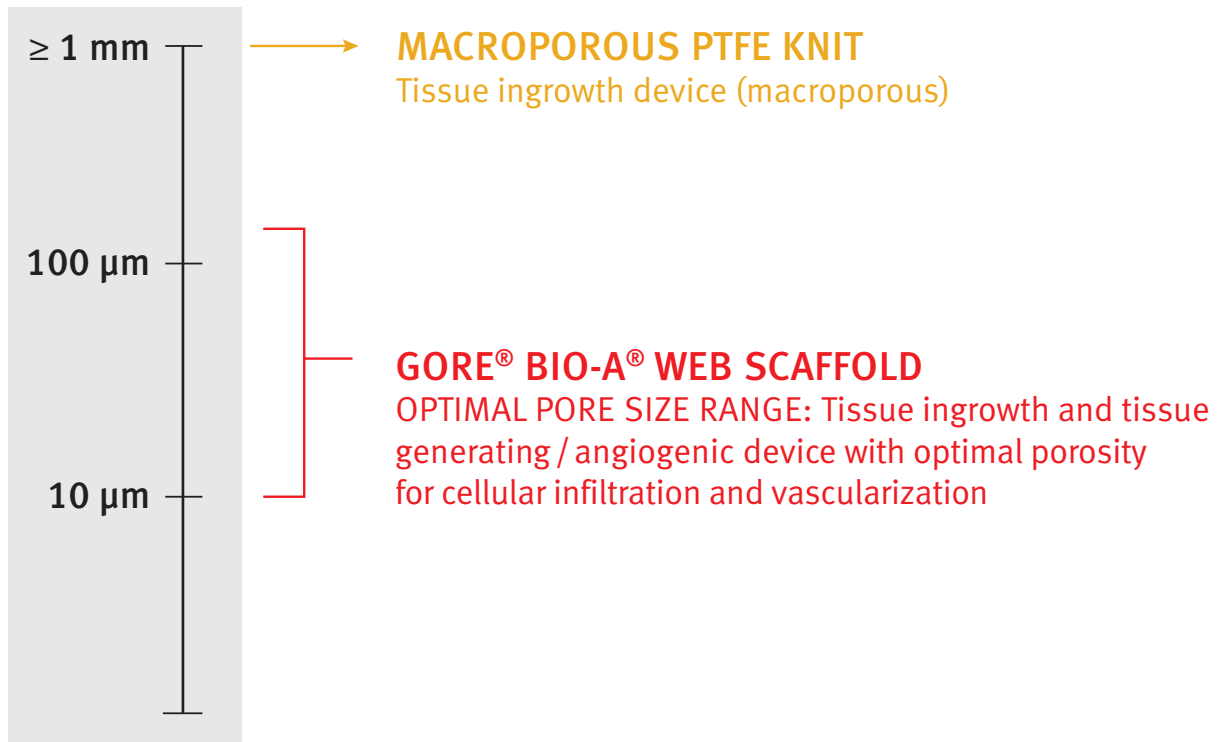 ≥ 1 mm
MACROPOROUS PTFE KNIT
Tissue ingrowth device (macroporous)
100 µm
GORE® BIO-A® WEB SCAFFOLD
OPTIMAL PORE SIZE RANGE: Tissue ingrowth and tissue
generating / angiogenic device with optimal porosity
for cellular infiltration and vascularization
10 µm